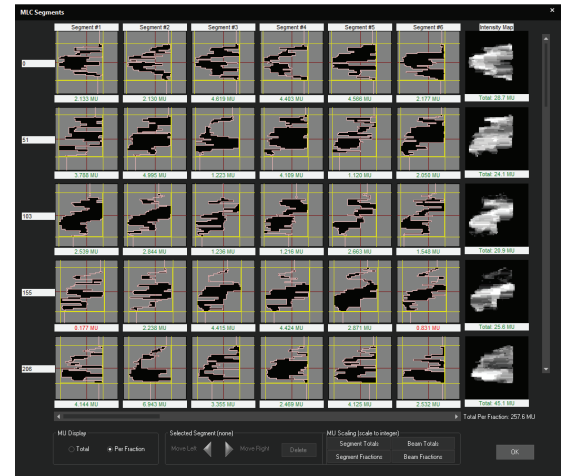 MLC Segments
Segment #1 Segment #2 Segment #3 Segment #4 Segment #5 Segment #6 Intensity Map
0
2.133 MU 2.130 MU 4.619 MU 4.403 MU 4.566 MU 2.177 MU Total: 28.7 MU
51
3.788 MU 4.995 MU 1.223 MU 4.109 MU 1.120 MU 2.050 MU Total: 24.1 MU
103
2.539 MU 2.844 MU 1.236 MU 1.216 MU 2.663 MU 1.548 MU Total: 20.9 MU
155
0.177 MU 2.238 MU 4.415 MU 4.424 MU 2.871 MU 0.831 MU Total: 25.6 MU
206
4.144 MU 6.943 MU 3.355 MU 2.469 MU 4.125 MU 2.532 MU Total: 45.1 MU
Total Per Fraction: 257.6 MU
MU Display Selected Segment (none) MU Scaling (scale to integer)
Total Per Fraction Move Left Move Right Delete Segment Totals Beam Totals
Segment Fractions Beam Fractions
OK